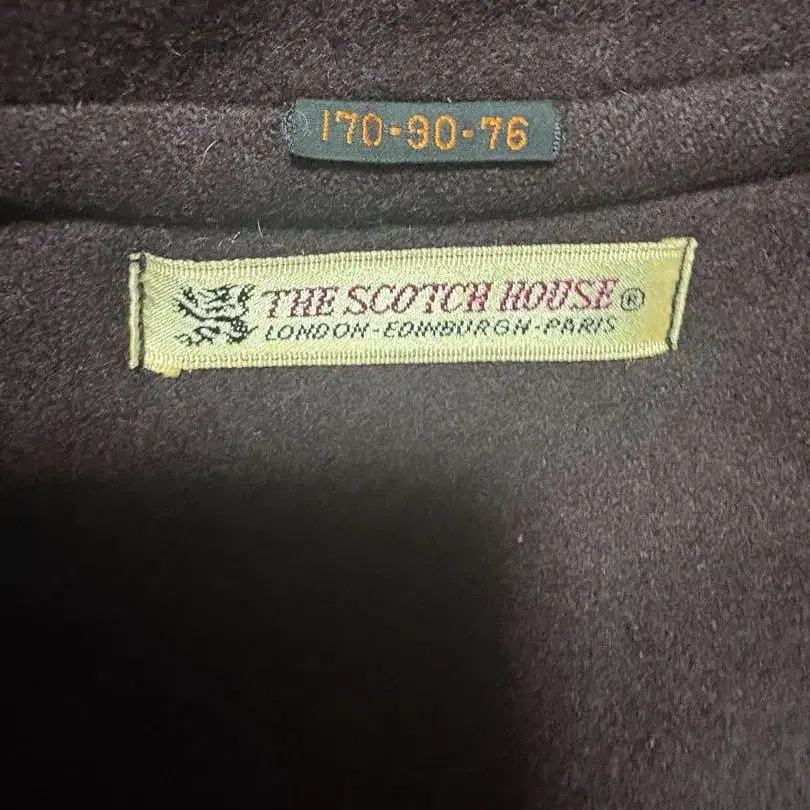 170-90-76
THE SCOTCH HOUSE ®
LONDON-EDINBURGH-PARIS